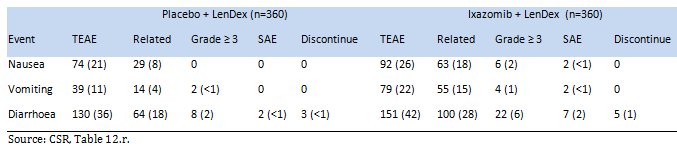 Placebo + LenDex (n=360) Ixazomib + LenDex (n=360)
Event TEAE Related Grade ≥ 3 SAE Discontinue TEAE Related Grade ≥ 3 SAE Discontinue
Nausea 74 (21) 29 (8) 0 0 0 92 (26) 63 (18) 6 (2) 2 (<1) 0
Vomiting 39 (11) 14 (4) 2 (<1) 0 0 79 (22) 55 (15) 4 (1) 2 (<1) 0
Diarrhoea 130 (36) 64 (18) 8 (2) 2 (<1) 3 (<1) 151 (42) 100 (28) 22 (6) 7 (2) 5 (1)
Source: CSR, Table 12.r.